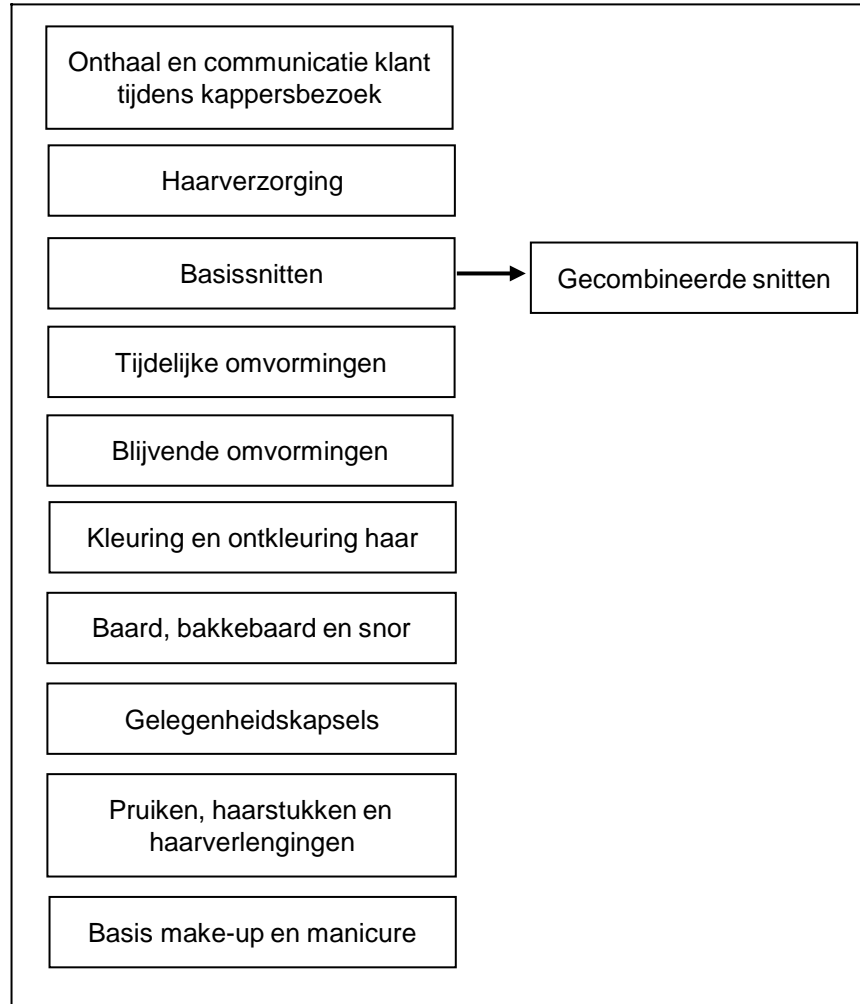 Onthaal en communicatie klant
tijdens kappersbezoek
Haarverzorging
Basissnitten
Gecombineerde snitten
Tijdelijke omvormingen
Blijvende omvormingen
Kleuring en ontkleuring haar
Baard, bakkebaard en snor
Gelegenheidskapsels
Pruiken, haarstukken en
haarverlengingen
Basis make-up en manicure